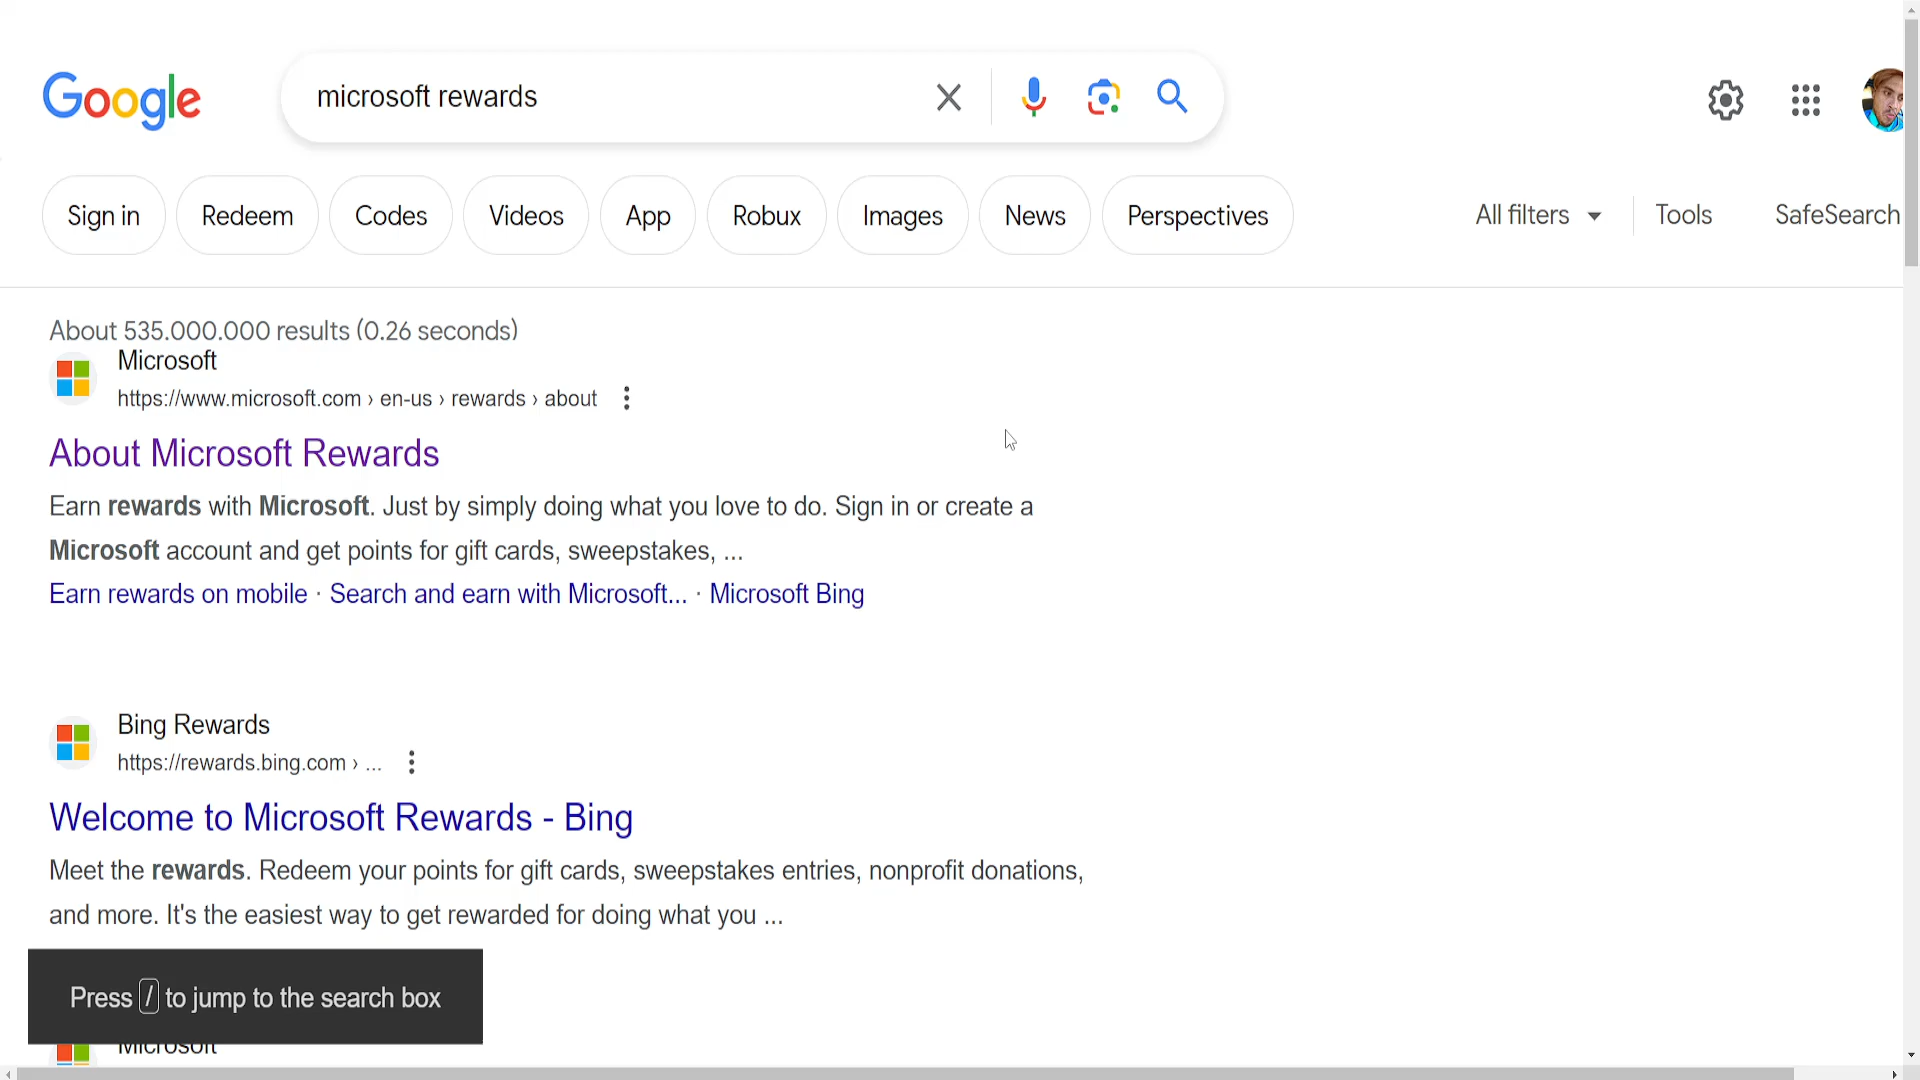 Google
microsoft rewards
Sign in
Redeem
Codes
Videos
App
Robux
Images
News
Perspectives
All filters
Tools
SafeSearch
About 535.000.000 results (0.26 seconds)
Microsoft
https://www.microsoft.com › en-us › rewards › about
About Microsoft Rewards
Earn rewards with Microsoft. Just by simply doing what you love to do. Sign in or create a
Microsoft account and get points for gift cards, sweepstakes, ...
Earn rewards on mobile · Search and earn with Microsoft... · Microsoft Bing
Bing Rewards
https://rewards.bing.com › ...
Welcome to Microsoft Rewards - Bing
Meet the rewards. Redeem your points for gift cards, sweepstakes entries, nonprofit donations,
and more. It's the easiest way to get rewarded for doing what you ...
Press / to jump to the search box
Microsoft